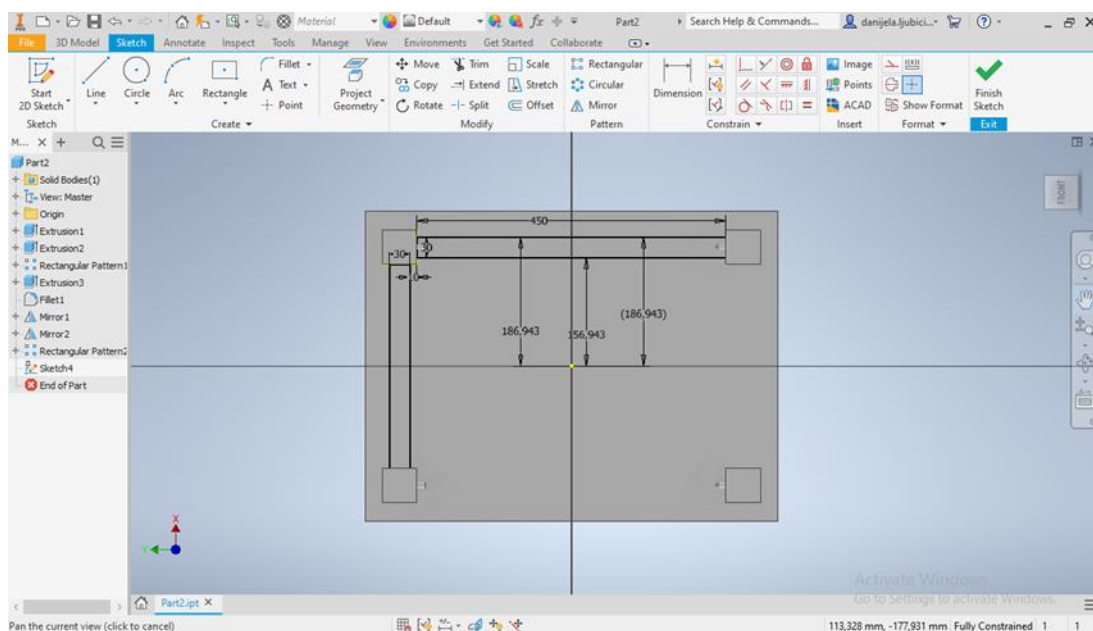 Material Default fx Part2 Search Help & Commands... danijela.ljubici...
File 3D Model Sketch Annotate Inspect Tools Manage View Environments Get Started Collaborate
Start 2D Sketch
Line Circle Arc Rectangle
Fillet
Text
Point
Project Geometry
Move Trim Scale
Copy Extend Stretch
Rotate Split Offset
Rectangular
Circular
Mirror
Dimension
Image
Points
ACAD
Show Format
Finish Sketch
Sketch Create Modify Pattern Constrain Insert Format Exit
M...
Part2
Solid Bodies(1)
View: Master
Origin
Extrusion1
Extrusion2
Rectangular Pattern1
Extrusion3
Fillet1
Mirror1
Mirror2
Rectangular Pattern2
Sketch4
End of Part
FRONT
450
30
30
10
186,943
156,943
(186,943)
X
Y
Activate Windows
Go to Settings to activate Windows.
Part2.ipt
Pan the current view (click to cancel) 113,328 mm, -177,931 mm Fully Constrained 1 1